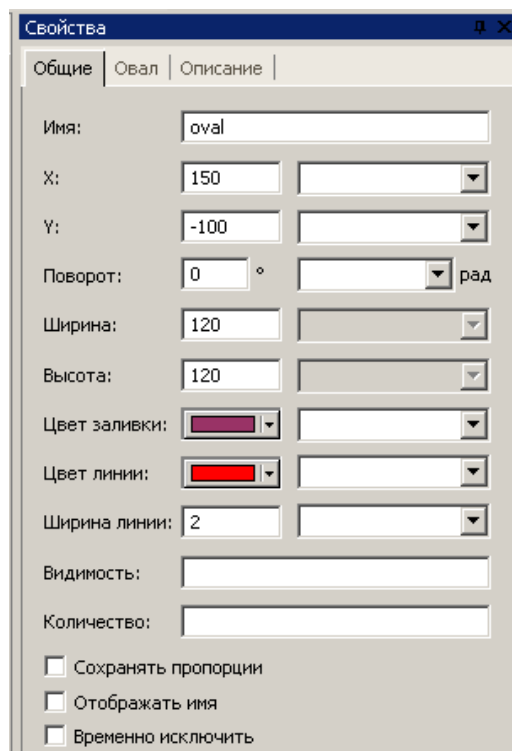 Свойства
Общие Овал Описание
Имя: oval
X: 150
Y: -100
Поворот: 0 ° рад
Ширина: 120
Высота: 120
Цвет заливки:
Цвет линии:
Ширина линии: 2
Видимость:
Количество:
Сохранять пропорции
Отображать имя
Временно исключить